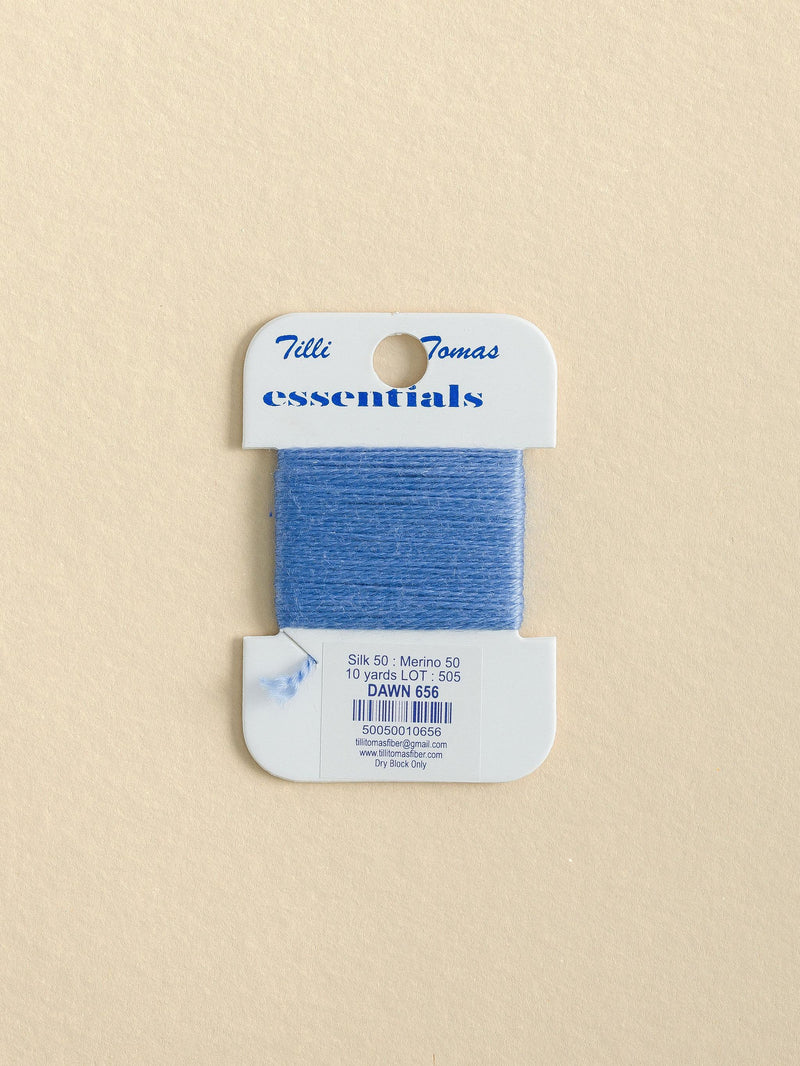 Tilli Tomas
essentials
Silk 50 : Merino 50
10 yards LOT : 505
DAWN 656
50050010656
tillitomasfiber@gmail.com
www.tillitomasfiber.com
Dry Block Only